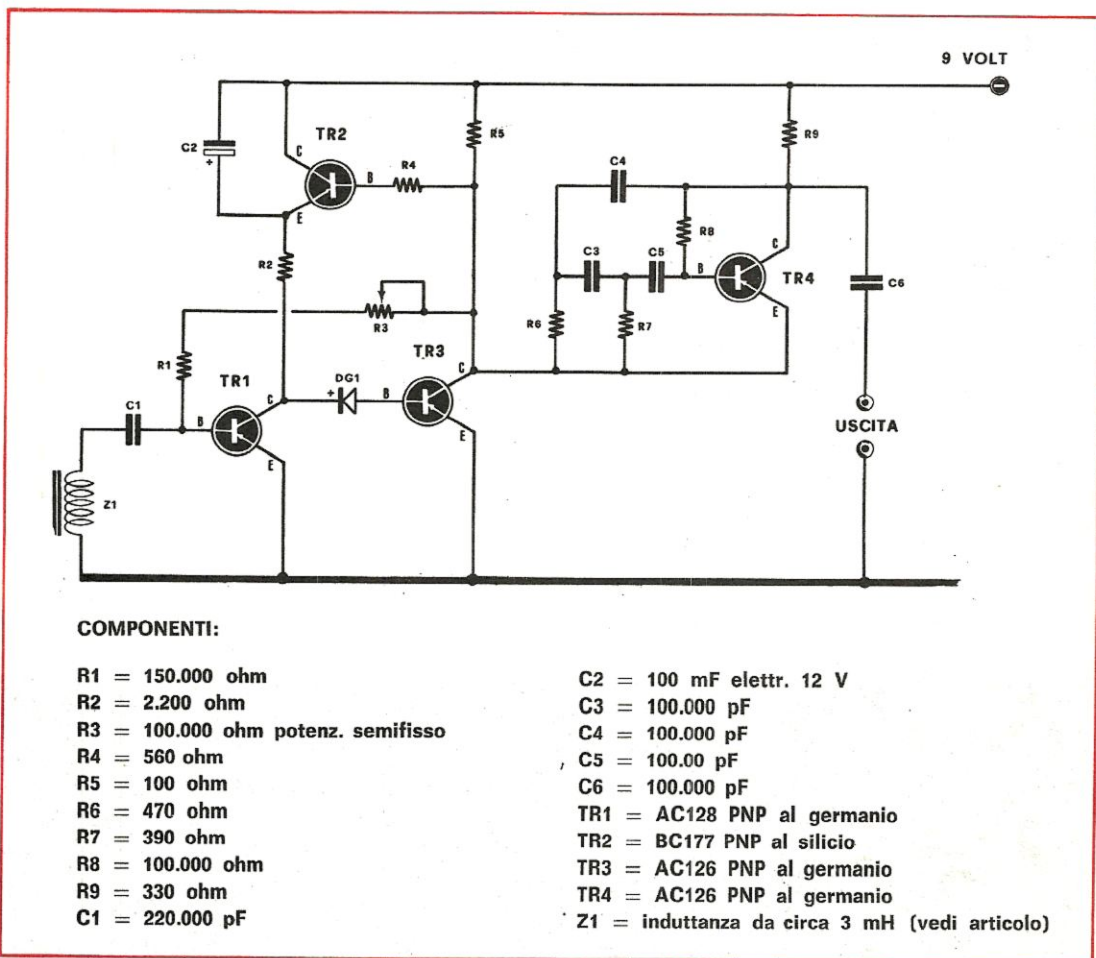 9 VOLT
C2
+
TR2
C
B
E
R4
R5
R9
C4
R8
C3
C5
B
C
TR4
E
C6
R2
R3
R6
R7
R1
TR1
TR3
C1
B
C
E
DG1
+
B
C
E
USCITA
Z1
COMPONENTI:
R1 = 150.000 ohm
R2 = 2.200 ohm
R3 = 100.000 ohm potenz. semifisso
R4 = 560 ohm
R5 = 100 ohm
R6 = 470 ohm
R7 = 390 ohm
R8 = 100.000 ohm
R9 = 330 ohm
C1 = 220.000 pF
C2 = 100 mF elettr. 12 V
C3 = 100.000 pF
C4 = 100.000 pF
C5 = 100.00 pF
C6 = 100.000 pF
TR1 = AC128 PNP al germanio
TR2 = BC177 PNP al silicio
TR3 = AC126 PNP al germanio
TR4 = AC126 PNP al germanio
Z1 = induttanza da circa 3 mH (vedi articolo)